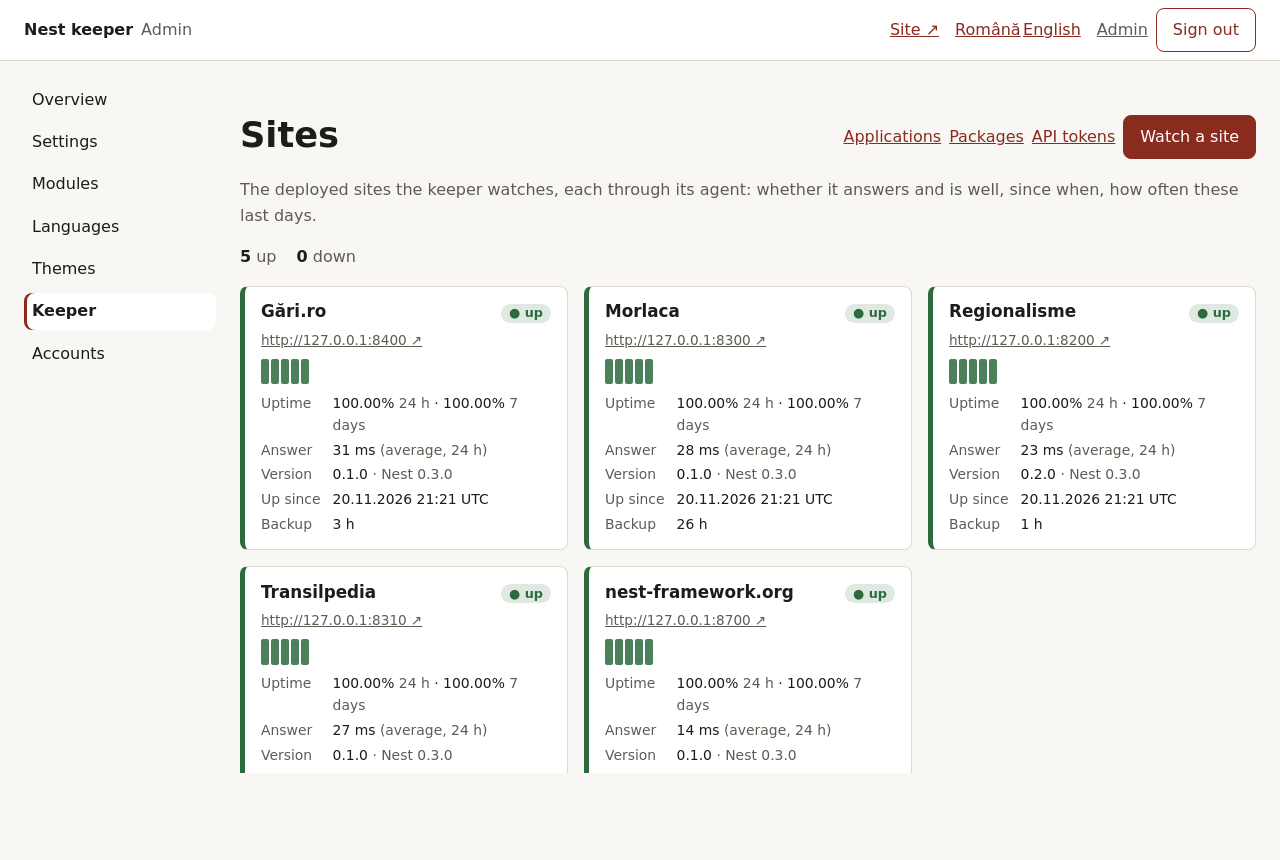 Nest keeper Admin
Site ↗ Română English Admin Sign out
Overview
Settings
Modules
Languages
Themes
Keeper
Accounts
Sites
Applications Packages API tokens Watch a site
The deployed sites the keeper watches, each through its agent: whether it answers and is well, since when, how often these
last days.
5 up 0 down
Gări.ro ● up
http://127.0.0.1:8400 ↗
Uptime 100.00% 24 h · 100.00% 7
days
Answer 31 ms (average, 24 h)
Version 0.1.0 · Nest 0.3.0
Up since 20.11.2026 21:21 UTC
Backup 3 h
Morlaca ● up
http://127.0.0.1:8300 ↗
Uptime 100.00% 24 h · 100.00% 7
days
Answer 28 ms (average, 24 h)
Version 0.1.0 · Nest 0.3.0
Up since 20.11.2026 21:21 UTC
Backup 26 h
Regionalisme ● up
http://127.0.0.1:8200 ↗
Uptime 100.00% 24 h · 100.00% 7
days
Answer 23 ms (average, 24 h)
Version 0.2.0 · Nest 0.3.0
Up since 20.11.2026 21:21 UTC
Backup 1 h
Transilpedia ● up
http://127.0.0.1:8310 ↗
Uptime 100.00% 24 h · 100.00% 7
days
Answer 27 ms (average, 24 h)
Version 0.1.0 · Nest 0.3.0
nest-framework.org ● up
http://127.0.0.1:8700 ↗
Uptime 100.00% 24 h · 100.00% 7
days
Answer 14 ms (average, 24 h)
Version 0.1.0 · Nest 0.3.0